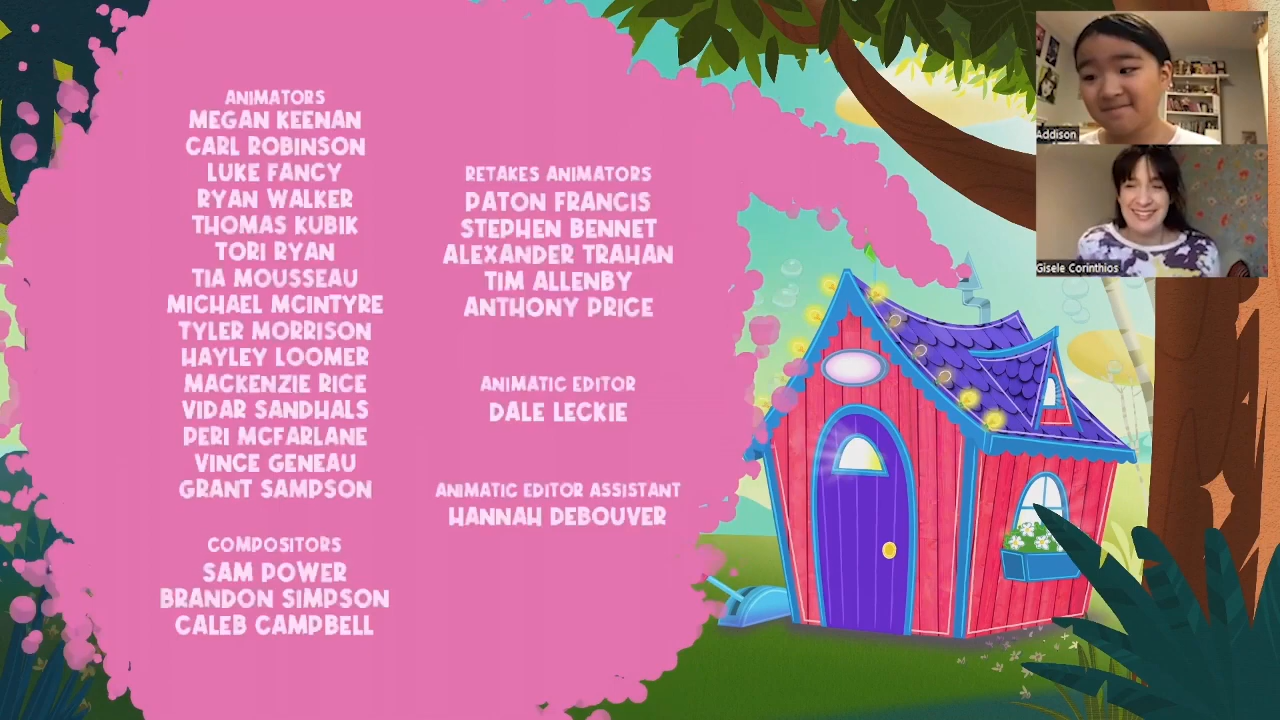 ANIMATORS
MEGAN KEENAN
CARL ROBINSON
LUKE FANCY
RYAN WALKER
THOMAS KUBIK
TORI RYAN
TIA MOUSSEAU
MICHAEL MCINTYRE
TYLER MORRISON
HAYLEY LOOMER
MACKENZIE RICE
VIDAR SANDHALS
PERI MCFARLANE
VINCE GENEAU
GRANT SAMPSON
COMPOSITORS
SAM POWER
BRANDON SIMPSON
CALEB CAMPBELL
RETAKES ANIMATORS
PATON FRANCIS
STEPHEN BENNET
ALEXANDER TRAHAN
TIM ALLENBY
ANTHONY PRICE
ANIMATIC EDITOR
DALE LECKIE
ANIMATIC EDITOR ASSISTANT
HANNAH DEBOUVER
Addison
Gisele Corinthios